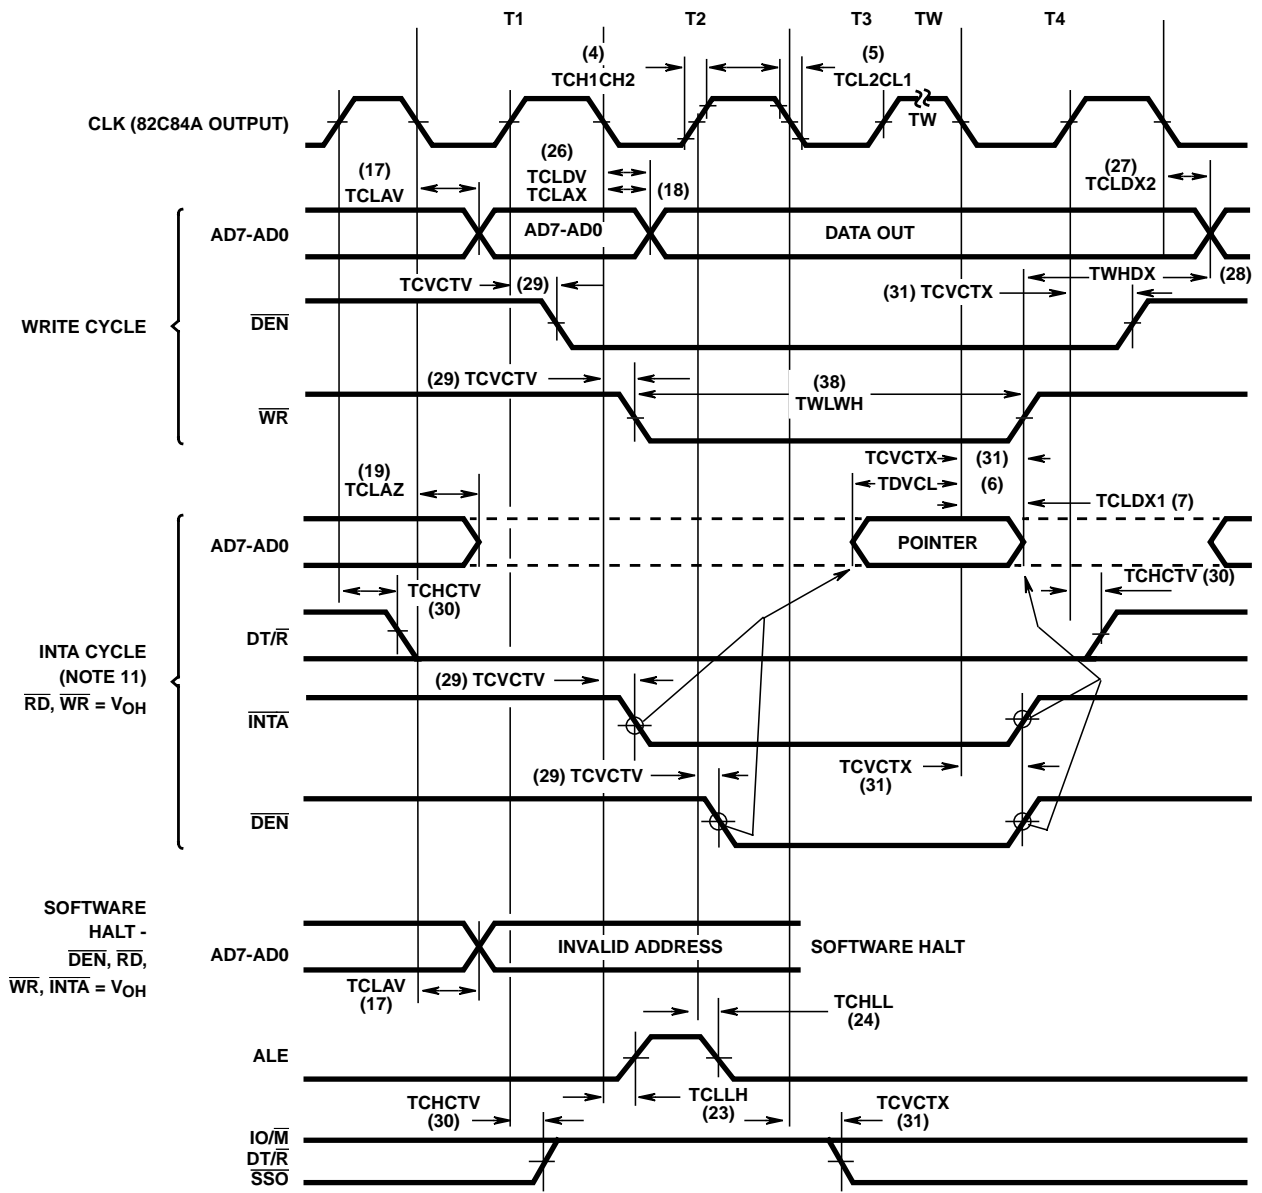 T1 T2 T3 TW T4
(4)
TCH1CH2
(5)
TCL2CL1
CLK (82C84A OUTPUT)
TW
(17)
TCLAV
(26)
TCLDV
TCLAX
(18)
(27)
TCLDX2
WRITE CYCLE
AD7-AD0
AD7-AD0
DATA OUT
TCVCTV (29)
(31) TCVCTX
TWHDX
(28)
DEN
(29) TCVCTV
(38)
TWLWH
WR
TCVCTX (31)
(19)
TCLAZ
TDVCL (6)
TCLDX1 (7)
AD7-AD0
POINTER
TCHCTV
(30)
TCHCTV (30)
DT/R
INTA CYCLE
(NOTE 11)
RD, WR = VOH
(29) TCVCTV
INTA
(29) TCVCTV
TCVCTX
(31)
DEN
SOFTWARE
HALT -
DEN, RD,
WR, INTA = VOH
AD7-AD0
INVALID ADDRESS
SOFTWARE HALT
TCLAV
(17)
TCHLL
(24)
ALE
TCLLH
(23)
TCHCTV
(30)
TCVCTX
(31)
IO/M
DT/R
SSO